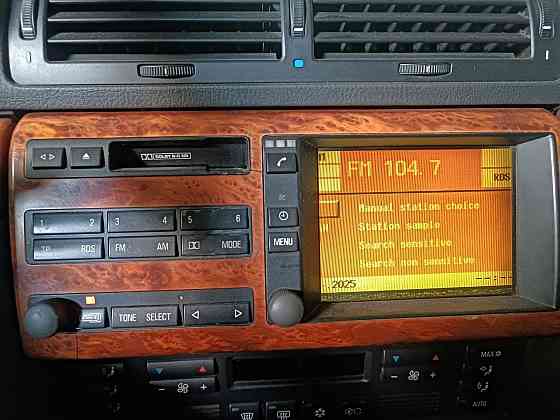 DOLBY B-C NR
1 2 3 4 5 6
TP RDS FM AM MODE
TONE SELECT
MENU
FM 104.7
RDS
Manual station choice
Station sample
Search sensitive
Search non sensitive
.2025
--:--
MAX
AUTO